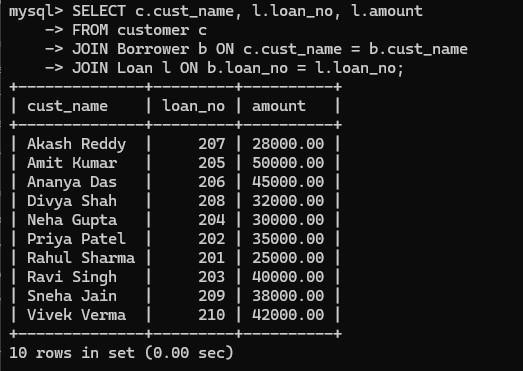 mysql> SELECT c.cust_name, l.loan_no, l.amount
    -> FROM customer c
    -> JOIN Borrower b ON c.cust_name = b.cust_name
    -> JOIN Loan l ON b.loan_no = l.loan_no;
+--------------+---------+----------+
| cust_name    | loan_no | amount   |
+--------------+---------+----------+
| Akash Reddy  |     207 | 28000.00 |
| Amit Kumar   |     205 | 50000.00 |
| Ananya Das   |     206 | 45000.00 |
| Divya Shah   |     208 | 32000.00 |
| Neha Gupta   |     204 | 30000.00 |
| Priya Patel  |     202 | 35000.00 |
| Rahul Sharma |     201 | 25000.00 |
| Ravi Singh   |     203 | 40000.00 |
| Sneha Jain   |     209 | 38000.00 |
| Vivek Verma  |     210 | 42000.00 |
+--------------+---------+----------+
10 rows in set (0.00 sec)